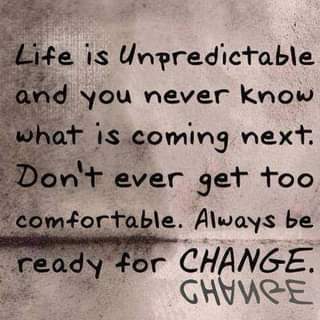 Life is Unpredictable
and you never know
what is coming next.
Don't ever get too
comfortable. Always be
ready for CHANGE.
CHANGE